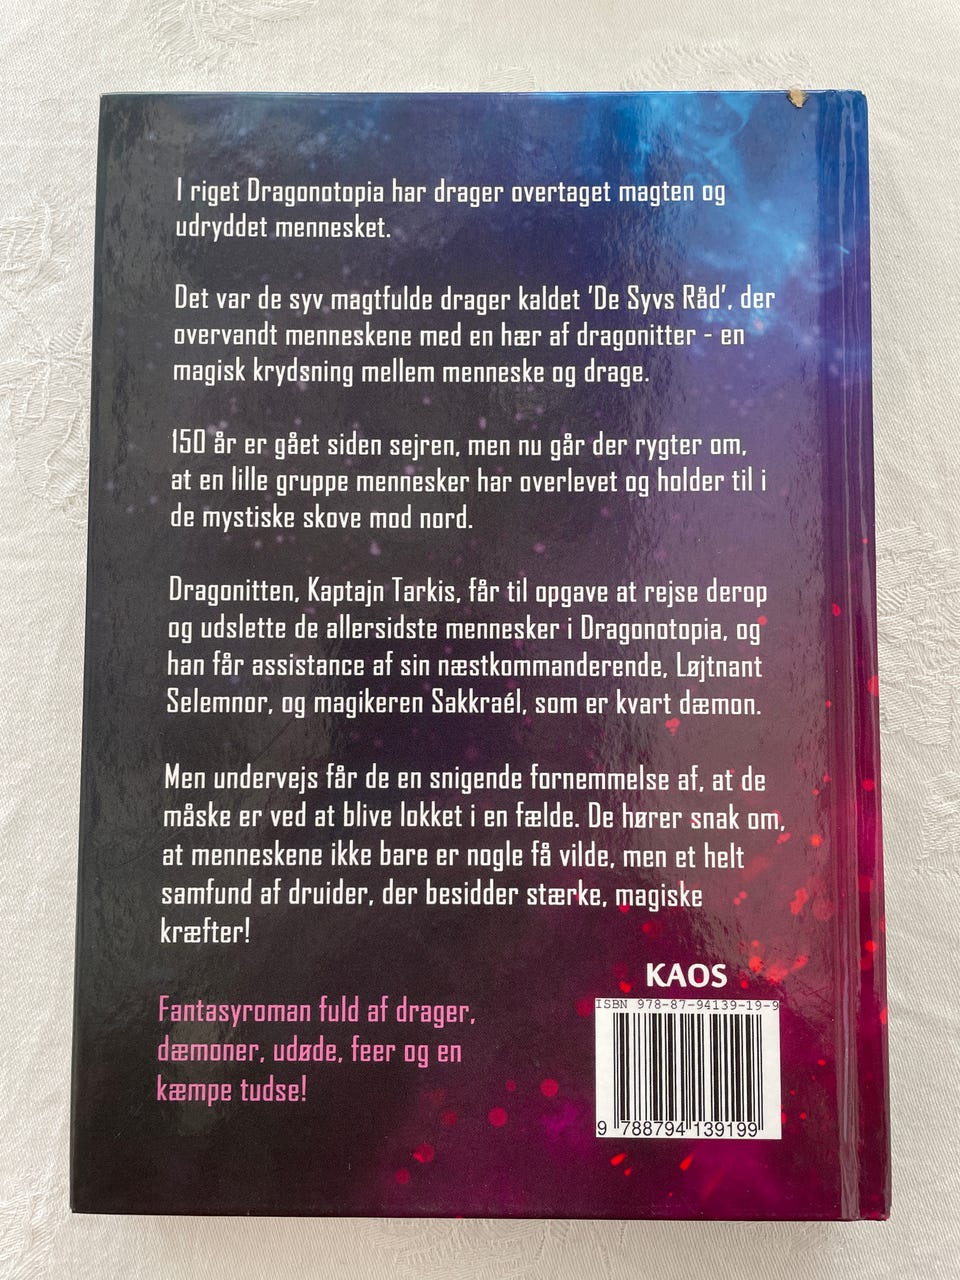 I riget Dragonotopia har drager overtaget magten og
udryddet mennesket.
Det var de syv magtfulde drager kaldet 'De Syvs Råd', der
overvandt menneskene med en hær af dragonitter - en
magisk krydsning mellem menneske og drage.
150 år er gået siden sejren, men nu går der rygter om,
at en lille gruppe mennesker har overlevet og holder til i
de mystiske skove mod nord.
Dragonitten, Kaptajn Tarkis, får til opgave at rejse derop
og udslette de allersidste mennesker i Dragonotopia, og
han får assistance af sin næstkommanderende, Løjtnant
Selemnor, og magikeren Sakkraél, som er kvart dæmon.
Men undervejs får de en snigende fornemmelse af, at de
måske er ved at blive lokket i en fælde. De hører snak om,
at menneskene ikke bare er nogle få vilde, men et helt
samfund af druider, der besidder stærke, magiske
kræfter!
KAOS
ISBN 978-87-94139-19-9
9 788794 139199
Fantasyroman fuld af drager,
dæmoner, udøde, feer og en
kæmpe tudse!